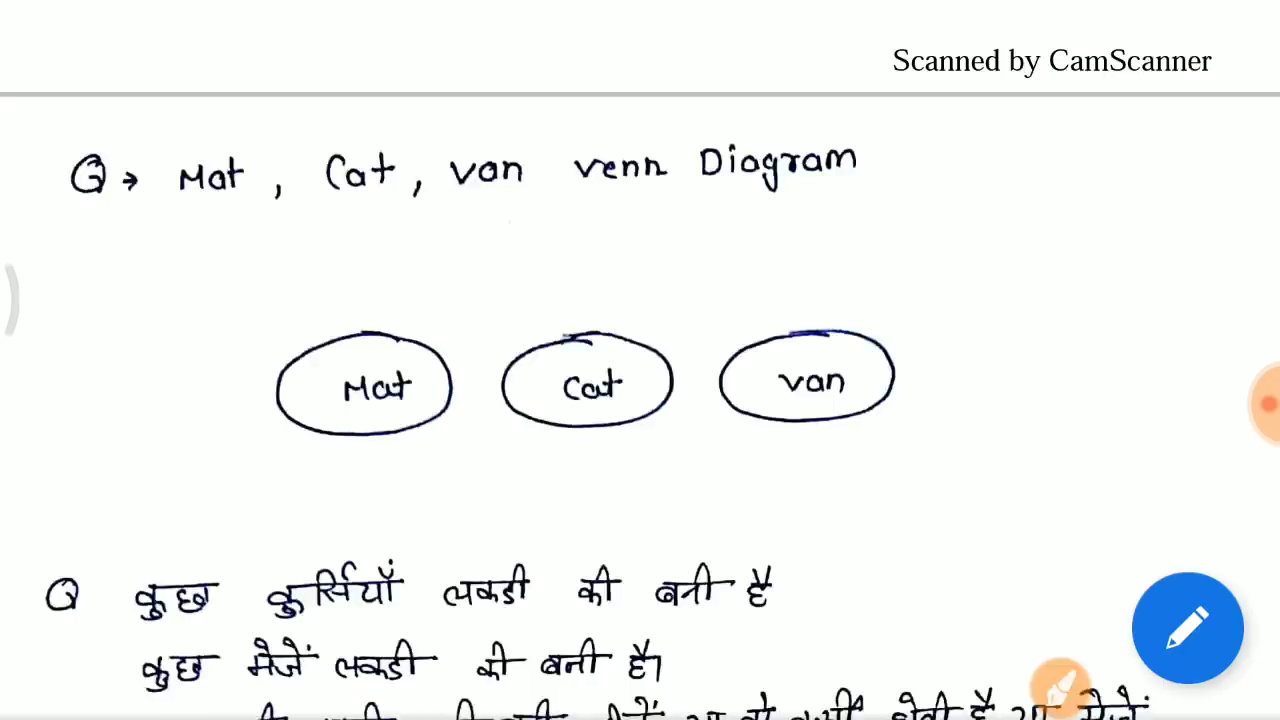 Scanned by CamScanner
Q → Mat , Cat , van venn Diagram
Mat Cat van
Q कुछ कुर्सियाँ लकडी की बनी है
कुछ मेजें लकडी की बनी है।